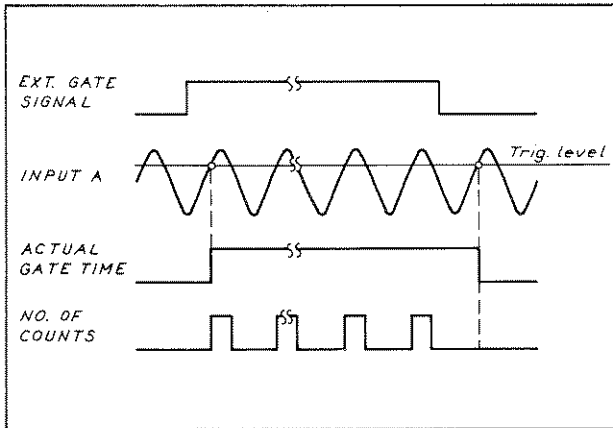 EXT. GATE
SIGNAL
Trig. level
INPUT A
ACTUAL
GATE TIME
NO. OF
COUNTS